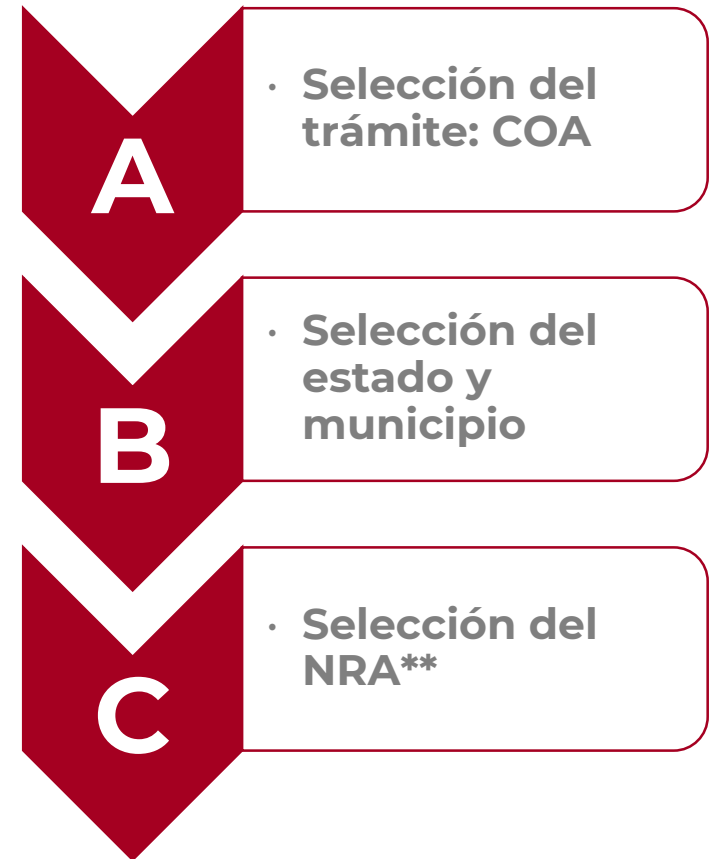 A
· Selección del
trámite: COA
B
· Selección del
estado y
municipio
C
· Selección del
NRA**